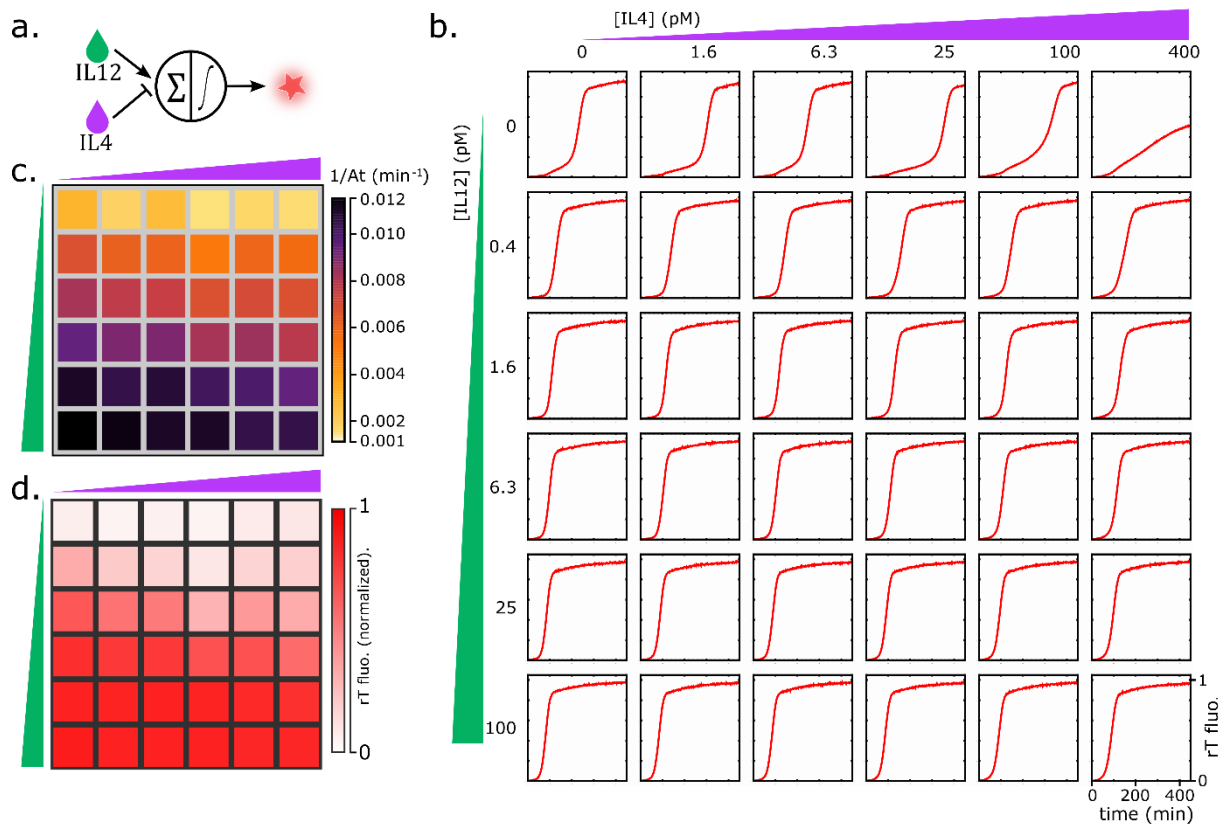 a.
IL12
IL4
Σ ∫
b.
[IL4] (pM)
0 1.6 6.3 25 100 400
[IL12] (pM)
0
0.4
1.6
6.3
25
100
1
0
rT fluo.
0 200 400
time (min)
c.
1/At (min⁻¹)
0.012
0.010
0.008
0.006
0.004
0.002
0.001
d.
1
rT fluo. (normalized).
0